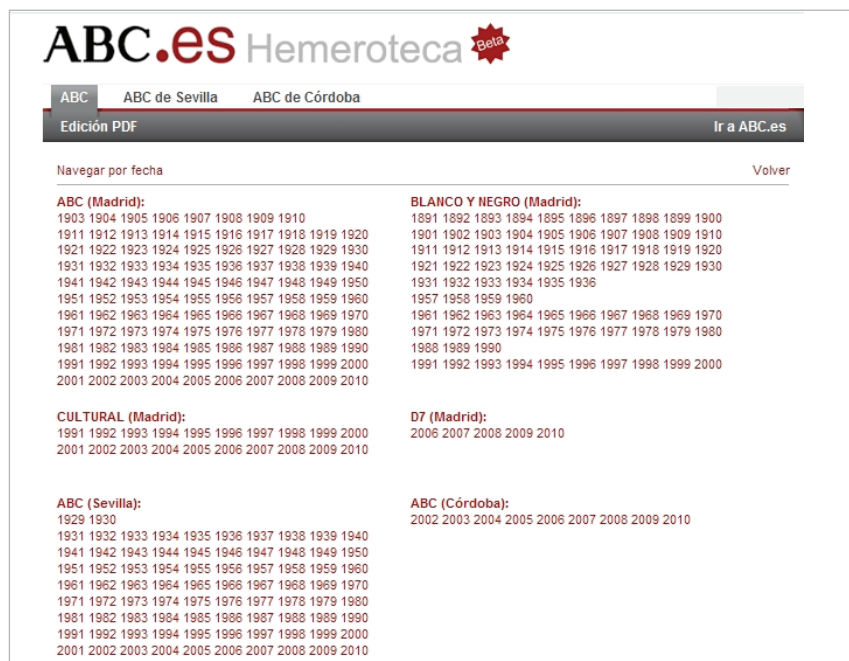 ABC.es Hemeroteca Beta
ABC ABC de Sevilla ABC de Córdoba
Edición PDF Ir a ABC.es
Navegar por fecha Volver
ABC (Madrid):
1903 1904 1905 1906 1907 1908 1909 1910
1911 1912 1913 1914 1915 1916 1917 1918 1919 1920
1921 1922 1923 1924 1925 1926 1927 1928 1929 1930
1931 1932 1933 1934 1935 1936 1937 1938 1939 1940
1941 1942 1943 1944 1945 1946 1947 1948 1949 1950
1951 1952 1953 1954 1955 1956 1957 1958 1959 1960
1961 1962 1963 1964 1965 1966 1967 1968 1969 1970
1971 1972 1973 1974 1975 1976 1977 1978 1979 1980
1981 1982 1983 1984 1985 1986 1987 1988 1989 1990
1991 1992 1993 1994 1995 1996 1997 1998 1999 2000
2001 2002 2003 2004 2005 2006 2007 2008 2009 2010
BLANCO Y NEGRO (Madrid):
1891 1892 1893 1894 1895 1896 1897 1898 1899 1900
1901 1902 1903 1904 1905 1906 1907 1908 1909 1910
1911 1912 1913 1914 1915 1916 1917 1918 1919 1920
1921 1922 1923 1924 1925 1926 1927 1928 1929 1930
1931 1932 1933 1934 1935 1936
1957 1958 1959 1960
1961 1962 1963 1964 1965 1966 1967 1968 1969 1970
1971 1972 1973 1974 1975 1976 1977 1978 1979 1980
1988 1989 1990
1991 1992 1993 1994 1995 1996 1997 1998 1999 2000
CULTURAL (Madrid):
1991 1992 1993 1994 1995 1996 1997 1998 1999 2000
2001 2002 2003 2004 2005 2006 2007 2008 2009 2010
D7 (Madrid):
2006 2007 2008 2009 2010
ABC (Sevilla):
1929 1930
1931 1932 1933 1934 1935 1936 1937 1938 1939 1940
1941 1942 1943 1944 1945 1946 1947 1948 1949 1950
1951 1952 1953 1954 1955 1956 1957 1958 1959 1960
1961 1962 1963 1964 1965 1966 1967 1968 1969 1970
1971 1972 1973 1974 1975 1976 1977 1978 1979 1980
1981 1982 1983 1984 1985 1986 1987 1988 1989 1990
1991 1992 1993 1994 1995 1996 1997 1998 1999 2000
2001 2002 2003 2004 2005 2006 2007 2008 2009 2010
ABC (Córdoba):
2002 2003 2004 2005 2006 2007 2008 2009 2010